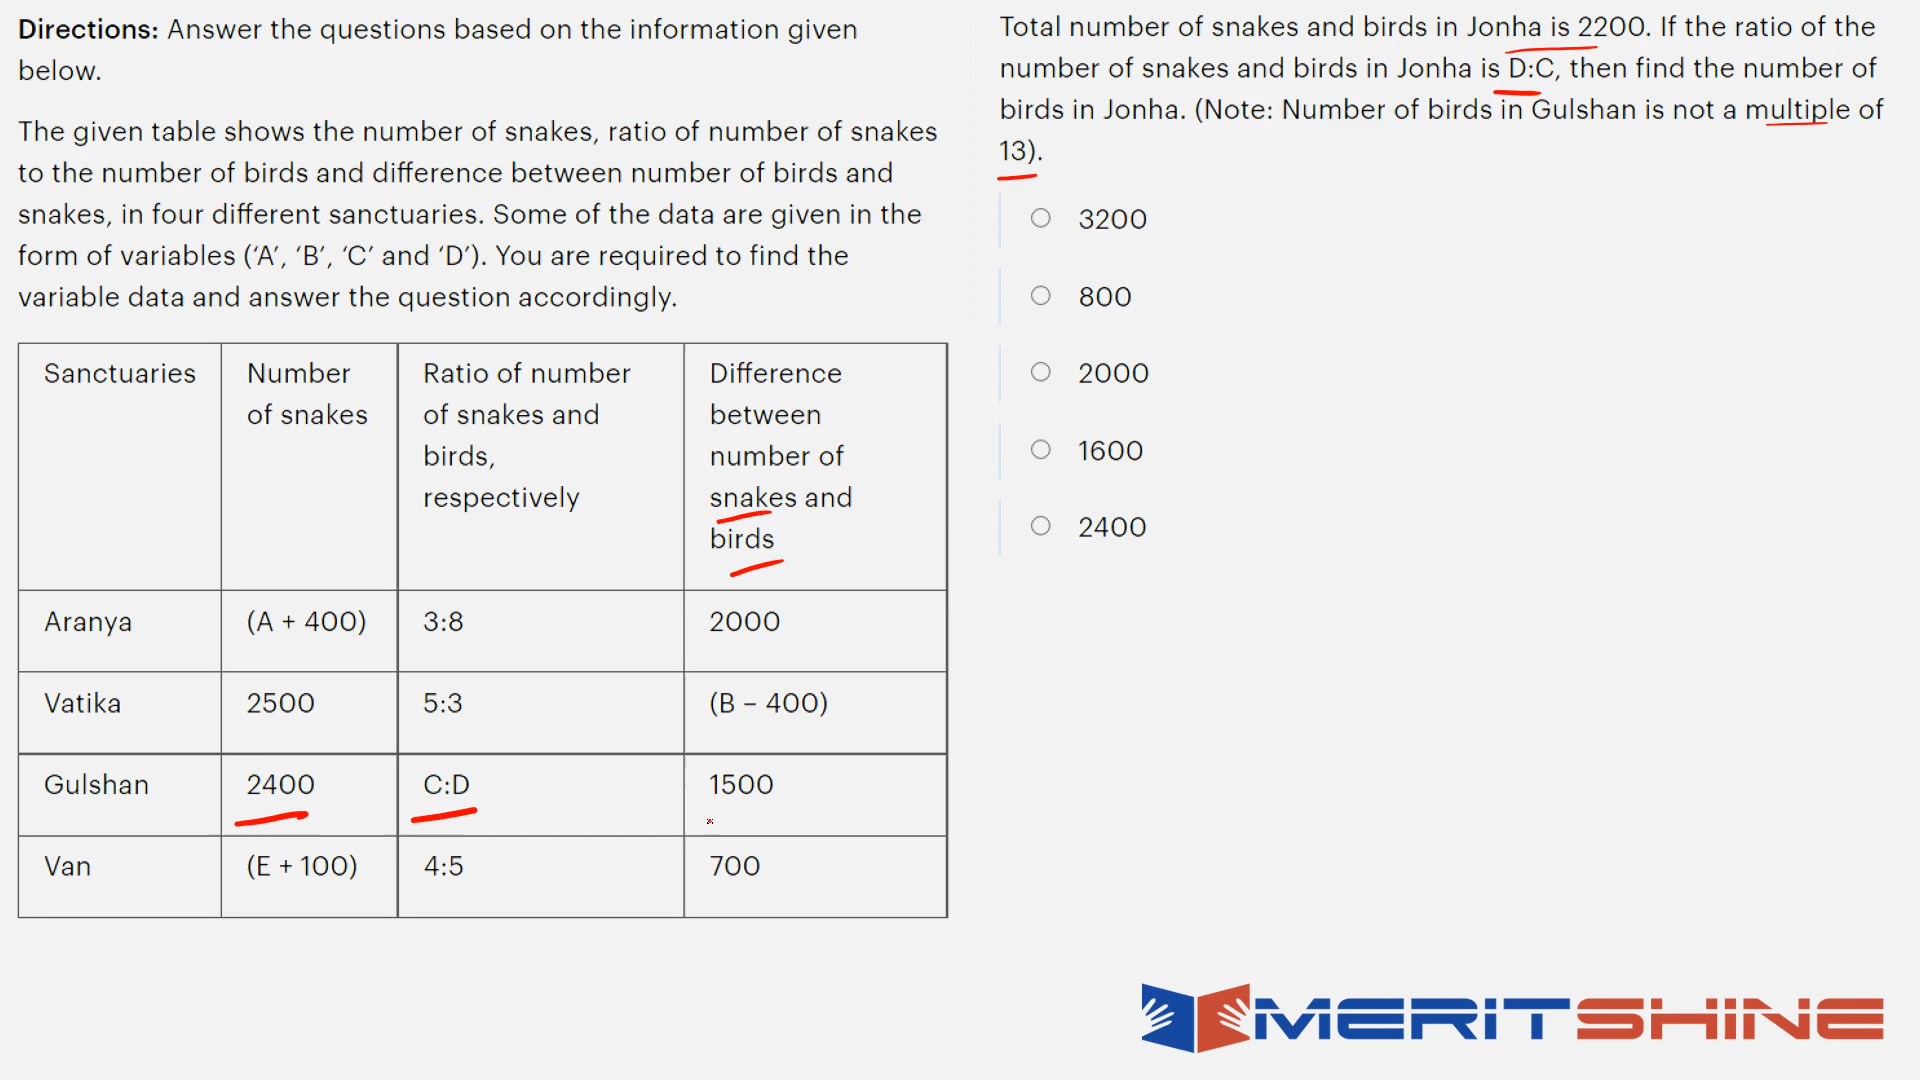 Directions: Answer the questions based on the information given
below.
The given table shows the number of snakes, ratio of number of snakes
to the number of birds and difference between number of birds and
snakes, in four different sanctuaries. Some of the data are given in the
form of variables (‘A’, ‘B’, ‘C’ and ‘D’). You are required to find the
variable data and answer the question accordingly.
Sanctuaries
Number
of snakes
Ratio of number
of snakes and
birds,
respectively
Difference
between
number of
snakes and
birds
Aranya (A + 400) 3:8 2000
Vatika 2500 5:3 (B – 400)
Gulshan 2400 C:D 1500
Van (E + 100) 4:5 700
Total number of snakes and birds in Jonha is 2200. If the ratio of the
number of snakes and birds in Jonha is D:C, then find the number of
birds in Jonha. (Note: Number of birds in Gulshan is not a multiple of
13).
3200
800
2000
1600
2400
MERITSHINE